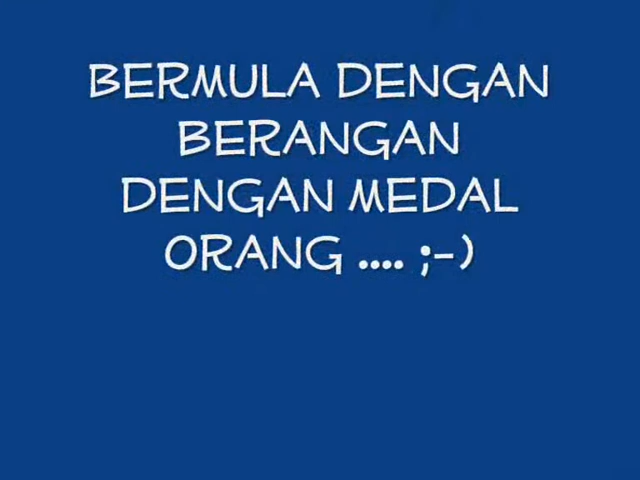 BERMULA DENGAN
BERANGAN
DENGAN MEDAL
ORANG .... ;-)